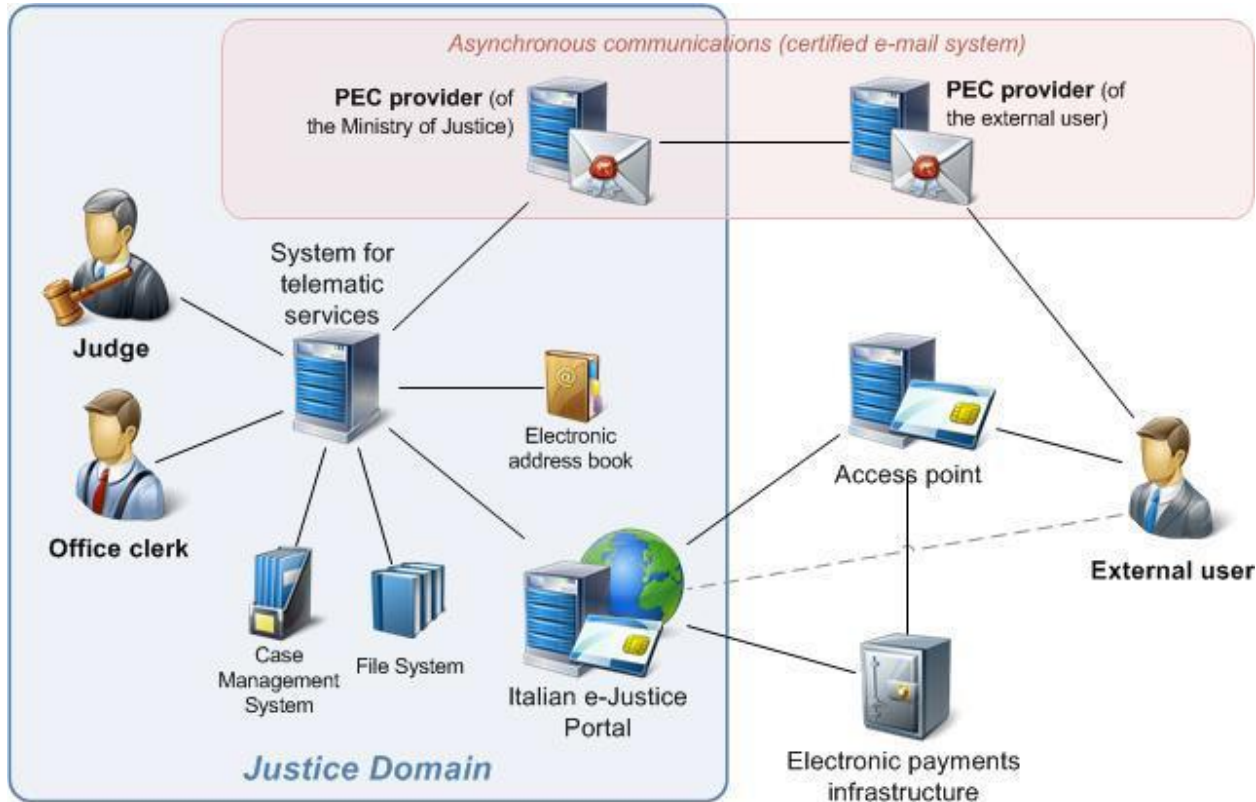 Asynchronous communications (certified e-mail system)
PEC provider (of
the Ministry of Justice)
PEC provider (of
the external user)
System for
telematic
services
Judge
Electronic
address book
Access point
Office clerk
External user
Case
Management
System
File System
Italian e-Justice
Portal
Electronic payments
infrastructure
Justice Domain